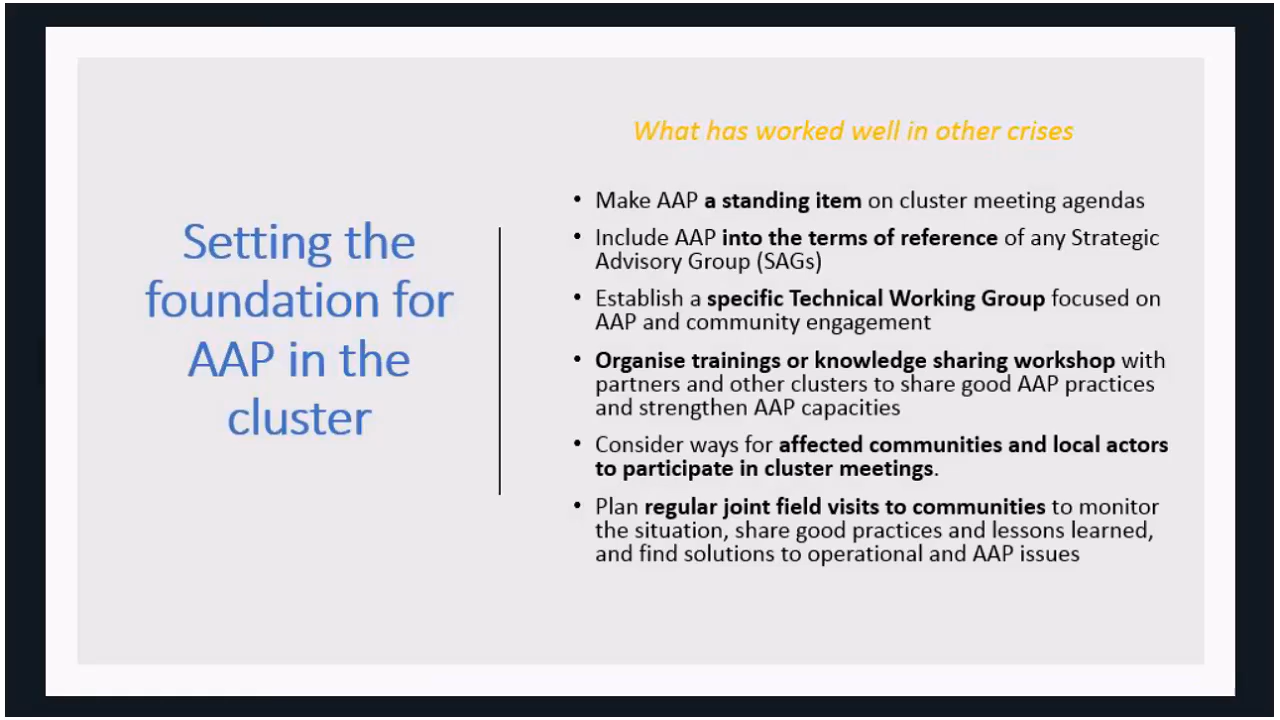 Setting the
foundation for
AAP in the
cluster
What has worked well in other crises
• Make AAP a standing item on cluster meeting agendas
• Include AAP into the terms of reference of any Strategic
Advisory Group (SAGs)
• Establish a specific Technical Working Group focused on
AAP and community engagement
• Organise trainings or knowledge sharing workshop with
partners and other clusters to share good AAP practices
and strengthen AAP capacities
• Consider ways for affected communities and local actors
to participate in cluster meetings.
• Plan regular joint field visits to communities to monitor
the situation, share good practices and lessons learned,
and find solutions to operational and AAP issues